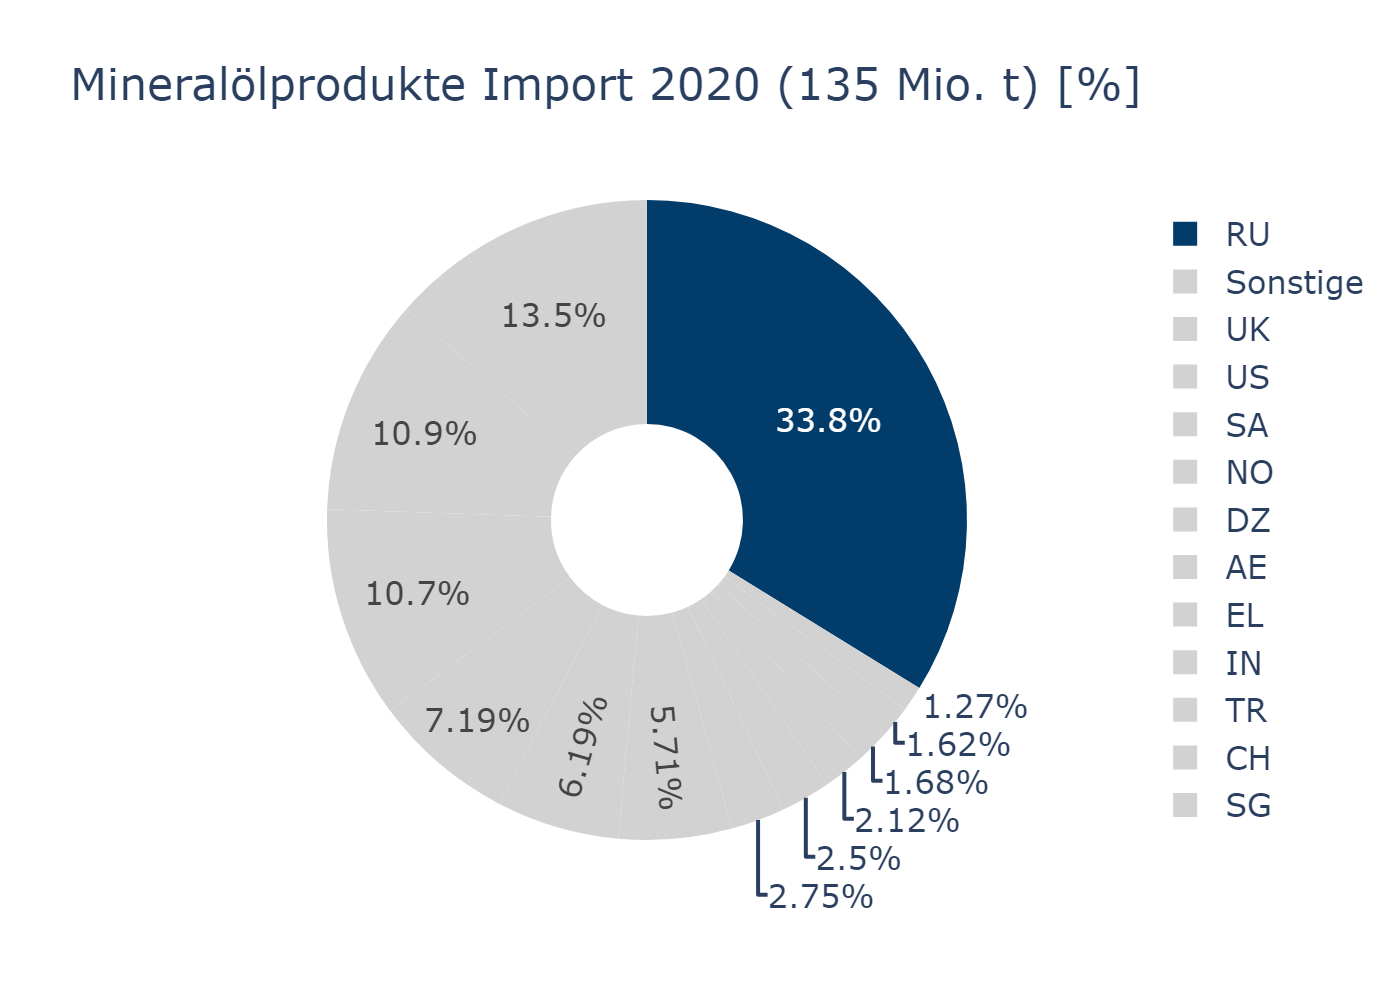 Mineralölprodukte Import 2020 (135 Mio. t) [%]
33.8%
13.5%
10.9%
10.7%
7.19%
6.19%
5.71%
2.75%
2.5%
2.12%
1.68%
1.62%
1.27%
RU
Sonstige
UK
US
SA
NO
DZ
AE
EL
IN
TR
CH
SG